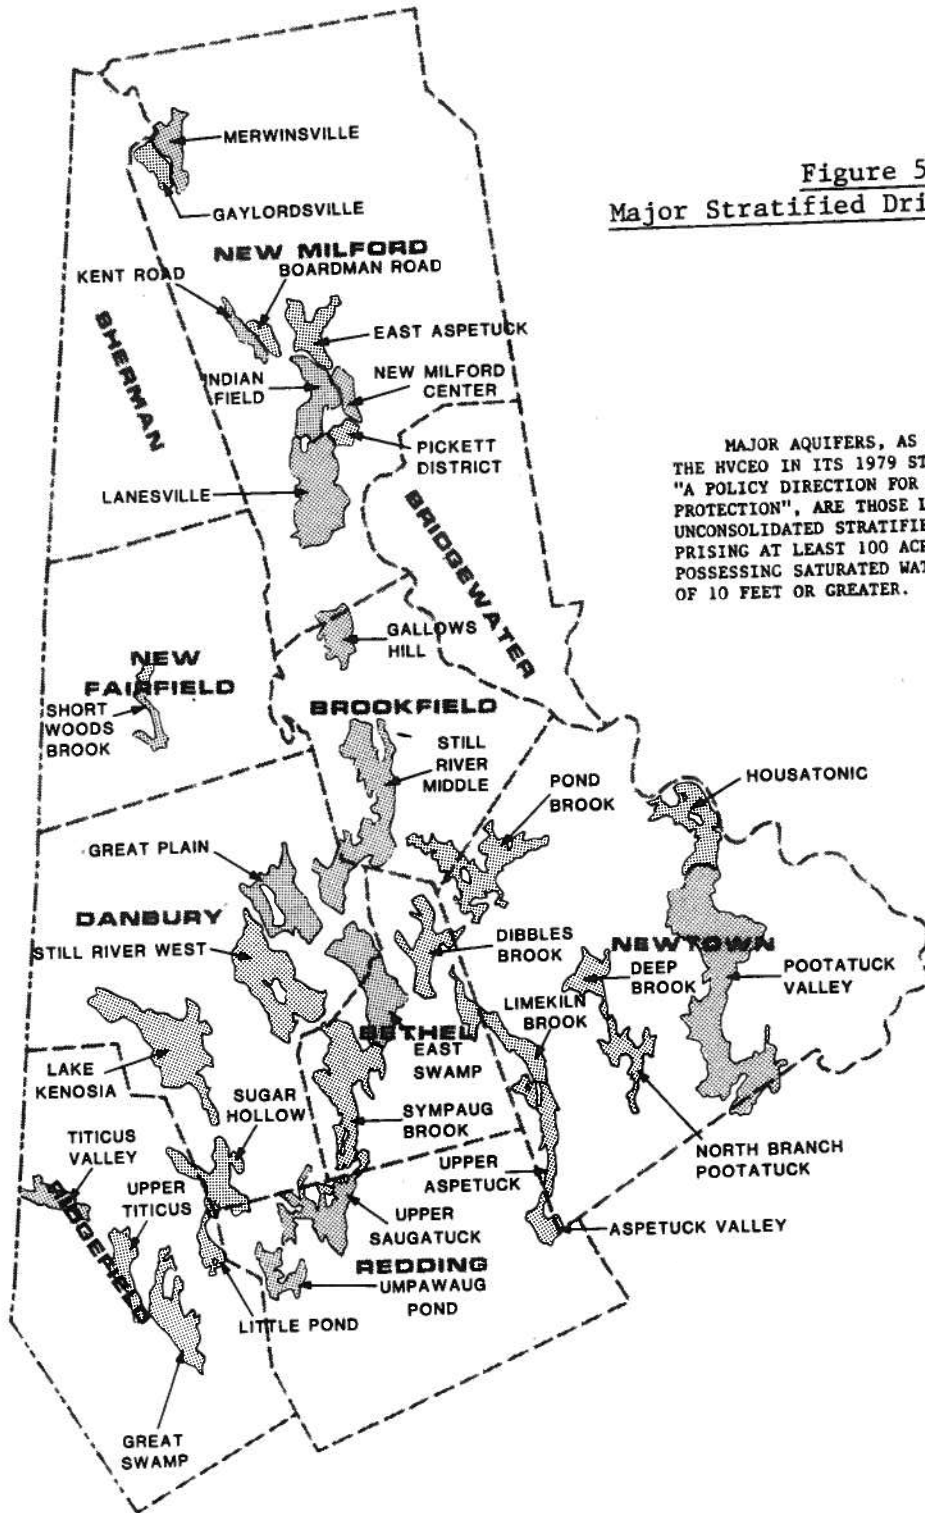 Figure 5
Major Stratified Dri
MERWINSVILLE
GAYLORDSVILLE
NEW MILFORD
KENT ROAD
BOARDMAN ROAD
SHERMAN
EAST ASPETUCK
INDIAN
FIELD
NEW MILFORD
CENTER
PICKETT
DISTRICT
LANESVILLE
MAJOR AQUIFERS, AS
THE HVCEO IN ITS 1979 ST
"A POLICY DIRECTION FOR
PROTECTION", ARE THOSE L
UNCONSOLIDATED STRATIFIE
PRISING AT LEAST 100 ACR
POSSESSING SATURATED WAT
OF 10 FEET OR GREATER.
BRIDGEWATER
GALLOWS
HILL
NEW
FAIRFIELD
SHORT
WOODS
BROOK
BROOKFIELD
STILL
RIVER
MIDDLE
POND
BROOK
HOUSATONIC
GREAT PLAIN
DANBURY
STILL RIVER WEST
DIBBLES
BROOK
NEWTOWN
DEEP
BROOK
POOTATUCK
VALLEY
LIMEKILN
BROOK
BETHEL
EAST
SWAMP
LAKE
KENOSIA
SUGAR
HOLLOW
SYMPAUG
BROOK
TITICUS
VALLEY
UPPER
TITICUS
RIDGEFIELD
UPPER
ASPETUCK
NORTH BRANCH
POOTATUCK
UPPER
SAUGATUCK
ASPETUCK VALLEY
REDDING
UMPAWAUG
POND
LITTLE POND
GREAT
SWAMP